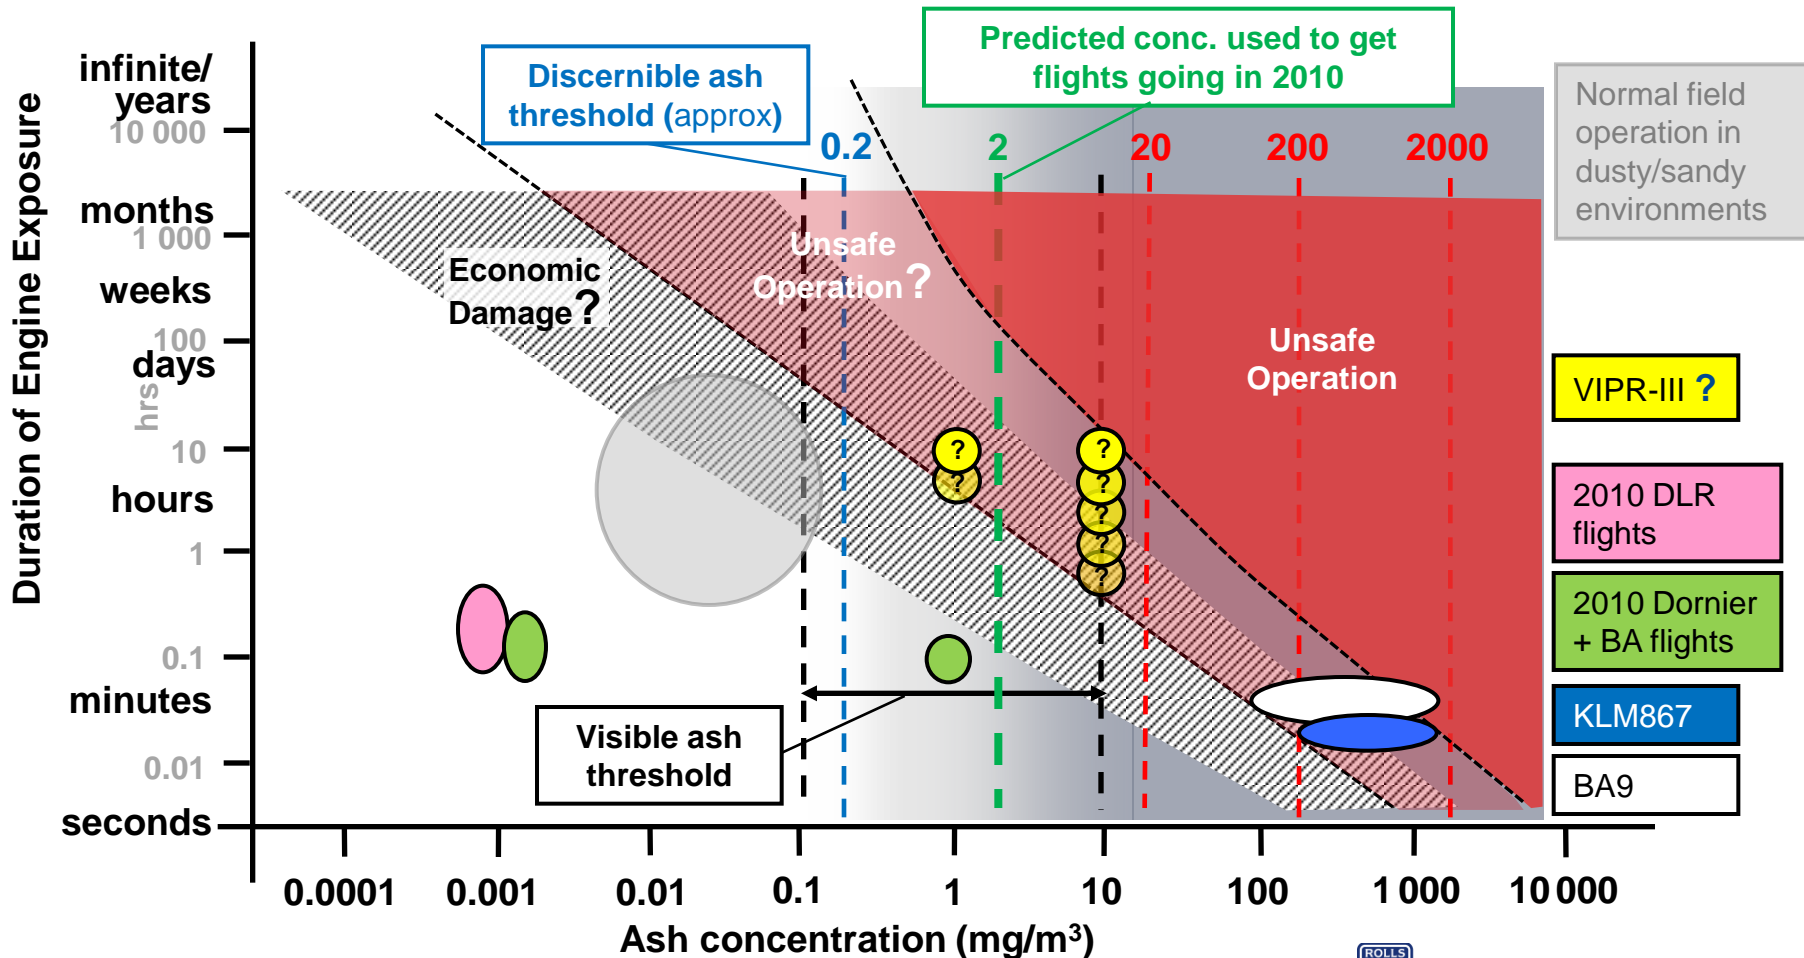 Predicted conc. used to get
flights going in 2010
Discernible ash
threshold (approx)
infinite/
years
10 000
months
1 000
weeks
100
days
hrs
10
hours
1
0.1
minutes
0.01
seconds
Duration of Engine Exposure
0.2
2
20
200
2000
Economic
Damage?
Unsafe
Operation?
Unsafe
Operation
?
?
?
?
?
?
?
Visible ash
threshold
Normal field
operation in
dusty/sandy
environments
VIPR-III ?
2010 DLR
flights
2010 Dornier
+ BA flights
KLM867
BA9
0.0001
0.001
0.01
0.1
1
10
100
1 000
10 000
Ash concentration (mg/m³)
ROLLS